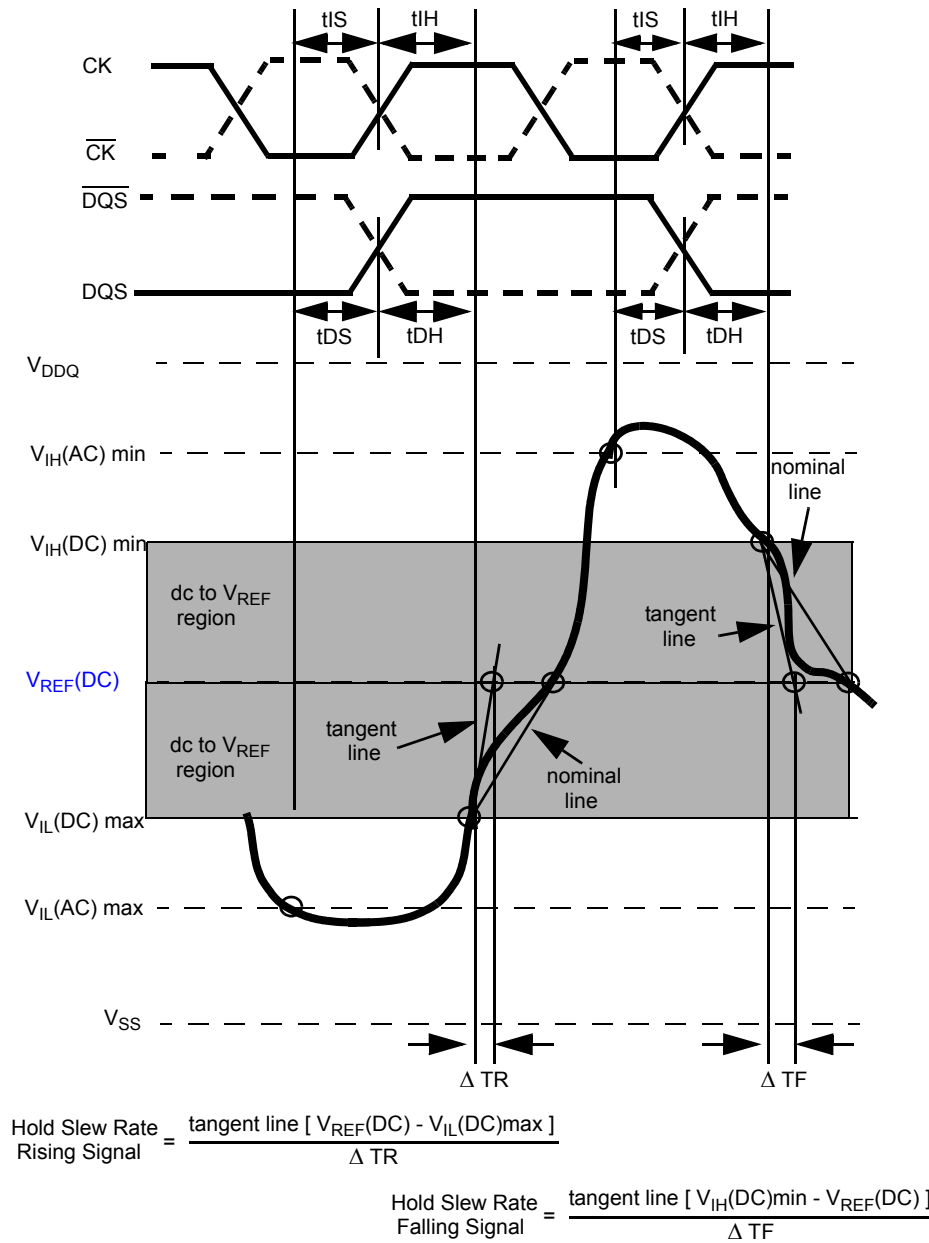 tIS tIH tIS tIH
CK
C̅K̅
D̅Q̅S̅
DQS
tDS tDH tDS tDH
VDDQ
VIH(AC) min
nominal
line
VIH(DC) min
dc to VREF
region
tangent
line
VREF(DC)
tangent
line
dc to VREF
region
nominal
line
VIL(DC) max
VIL(AC) max
VSS
Δ TR Δ TF
Hold Slew Rate
Rising Signal
=
tangent line [ VREF(DC) - VIL(DC)max ]
Δ TR
Hold Slew Rate
Falling Signal
=
tangent line [ VIH(DC)min - VREF(DC) ]
Δ TF